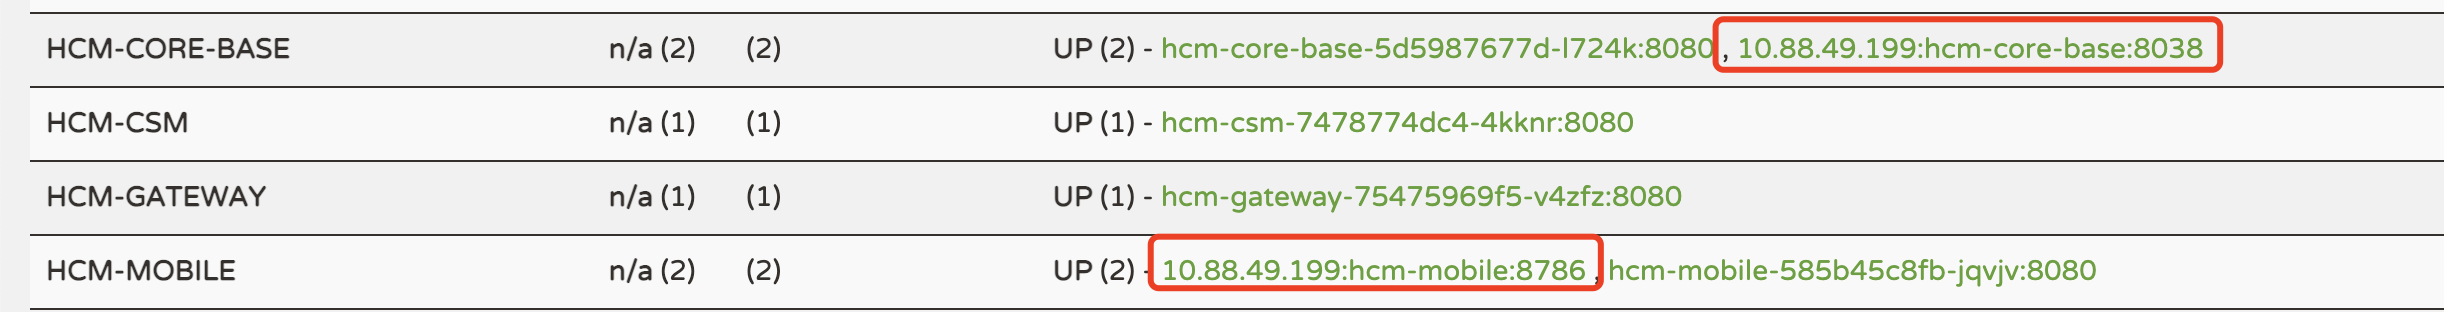 HCM-CORE-BASE n/a (2) (2) UP (2) - hcm-core-base-5d5987677d-l724k:8080 , 10.88.49.199:hcm-core-base:8038
HCM-CSM n/a (1) (1) UP (1) - hcm-csm-7478774dc4-4kknr:8080
HCM-GATEWAY n/a (1) (1) UP (1) - hcm-gateway-75475969f5-v4zfz:8080
HCM-MOBILE n/a (2) (2) UP (2) - 10.88.49.199:hcm-mobile:8786 , hcm-mobile-585b45c8fb-jqvjv:8080